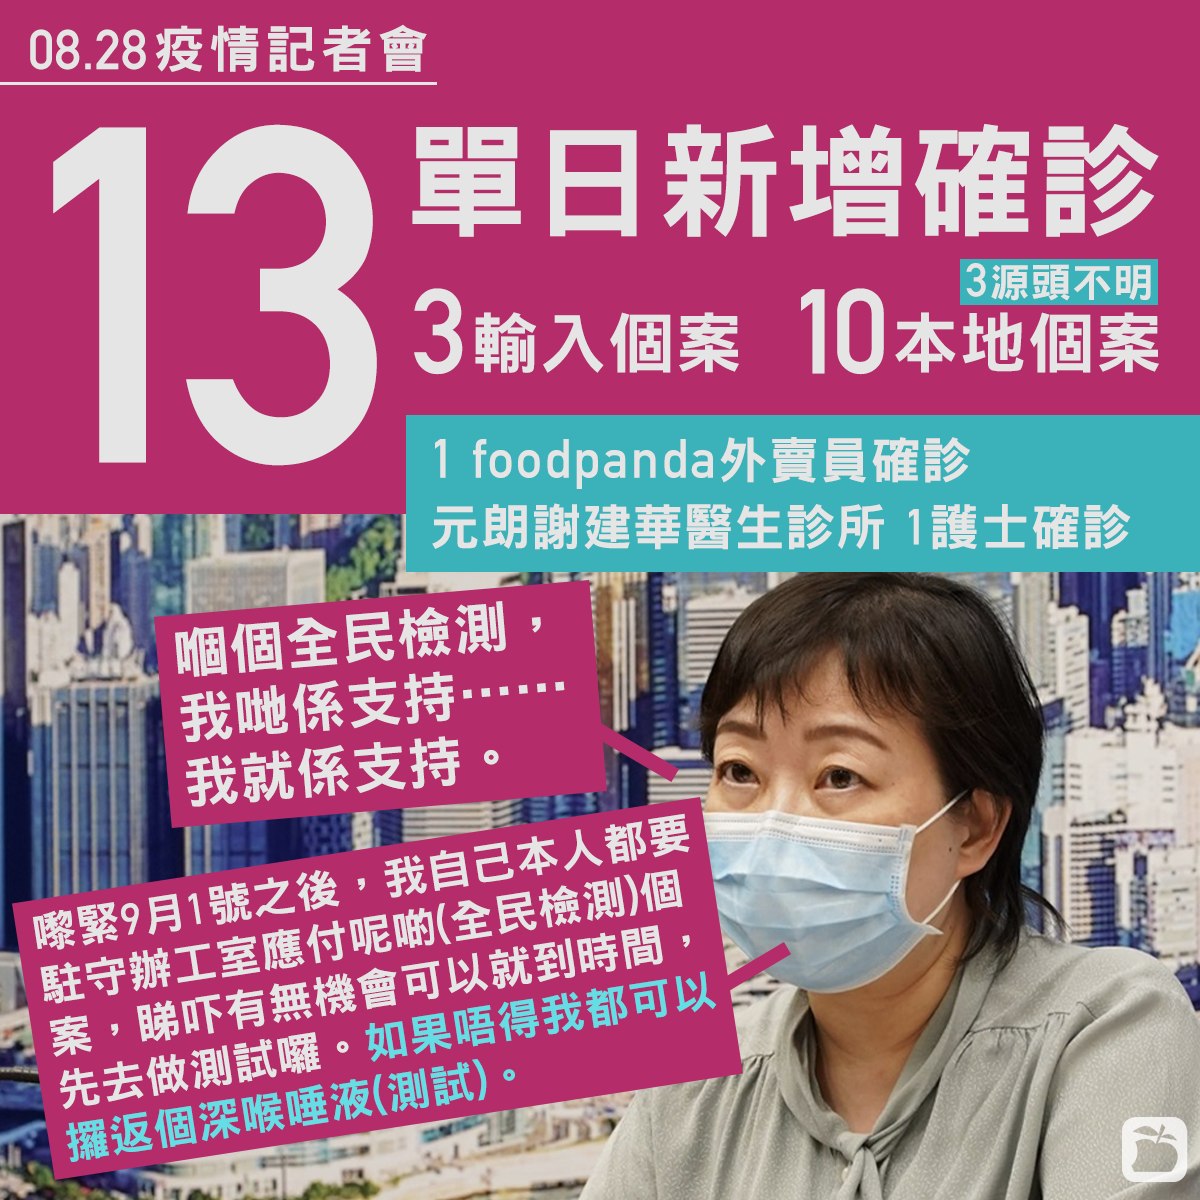 08.28疫情記者會
13
單日新增確診
3輸入個案
3源頭不明
10本地個案
1 foodpanda外賣員確診
元朗謝建華醫生診所 1護士確診
嗰個全民檢測，
我哋係支持⋯⋯
我就係支持。
嚟緊9月1號之後，我自己本人都要
駐守辦工室應付呢啲(全民檢測)個
案，睇吓有無機會可以就到時間，
先去做測試囉。如果唔得我都可以
攞返個深喉唾液(測試)。